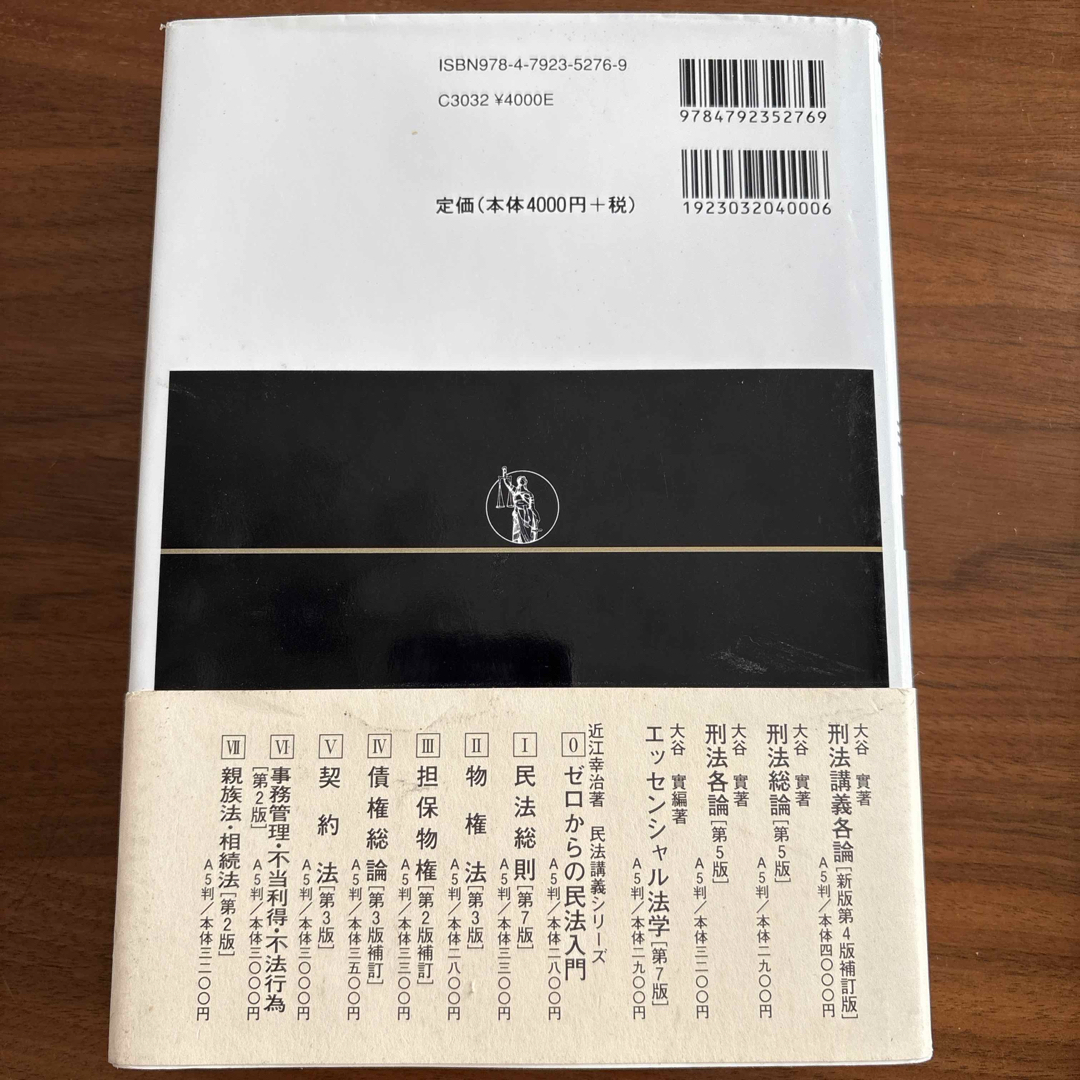 ISBN978-4-7923-5276-9
C3032 ¥4000E
9784792352769
定価(本体4000円+税)
1923032040006
大谷 實著
刑法講義各論[新版第4版補訂版]
A5判/本体四〇〇〇円
大谷 實著
刑法総論[第5版]
A5判/本体二九〇〇円
大谷 實著
刑法各論[第5版]
A5判/本体三二〇〇円
大谷 實編著
エッセンシャル法学[第7版]
A5判/本体二九〇〇円
近江幸治著 民法講義シリーズ
0 ゼロからの民法入門
A5判/本体二八〇〇円
Ⅰ 民法総則[第7版]
A5判/本体三三〇〇円
Ⅱ 物権法[第3版]
A5判/本体二八〇〇円
Ⅲ 担保物権[第2版補訂]
A5判/本体三三〇〇円
Ⅳ 債権総論[第3版補訂]
A5判/本体三五〇〇円
Ⅴ 契約法[第3版]
A5判/本体三〇〇〇円
Ⅵ 事務管理・不当利得・不法行為
[第2版]
A5判/本体三〇〇〇円
Ⅶ 親族法・相続法[第2版]
A5判/本体三二〇〇円